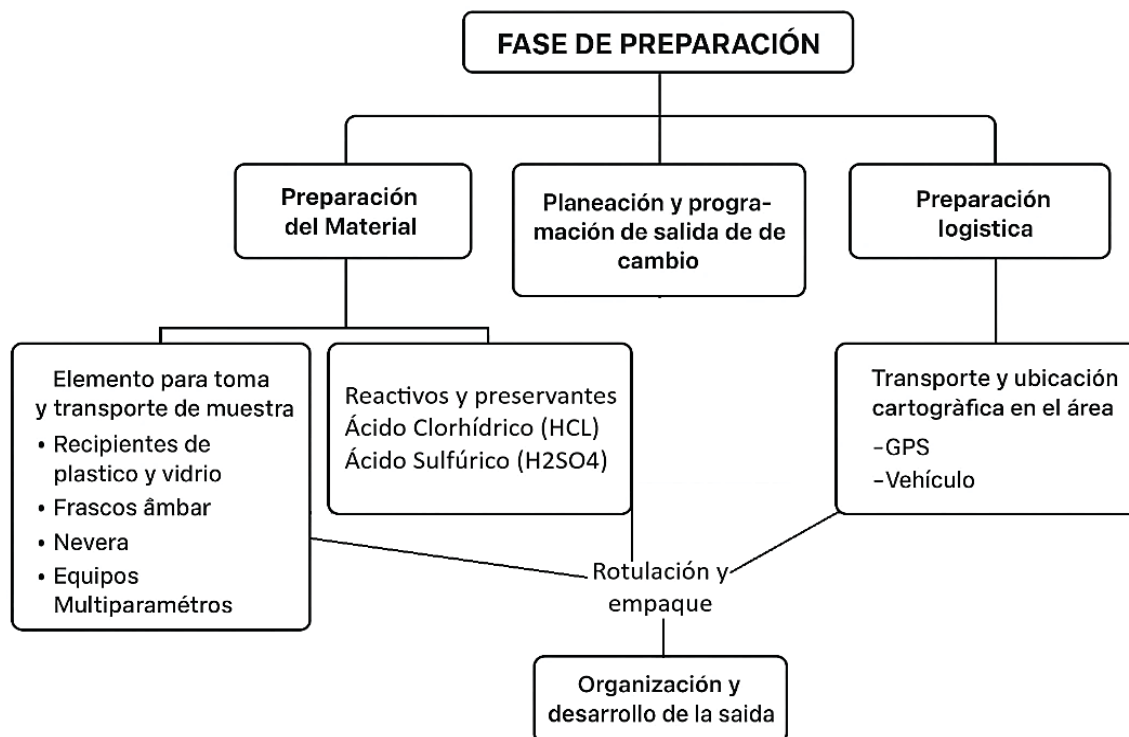 FASE DE PREPARACIÓN
Preparación
del Material
Planeación y progra-
mación de salida de de
cambio
Preparación
logistica
Elemento para toma
y transporte de muestra
• Recipientes de
plastico y vidrio
• Frascos âmbar
• Nevera
• Equipos
Multiparamétros
Reactivos y preservantes
Ácido Clorhídrico (HCL)
Ácido Sulfúrico (H2SO4)
Transporte y ubicación
cartogràfica en el área
-GPS
-Vehículo
Rotulación y
empaque
Organización y
desarrollo de la saida